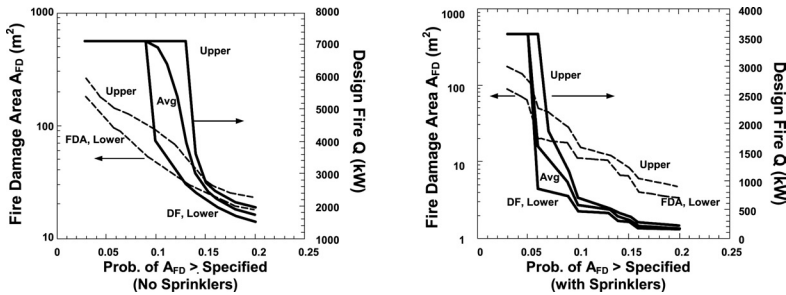 Fire Damage Area A_FD (m²)
1000
100
10
8000
7000
6000
5000
4000
3000
2000
1000
Design Fire Q (kW)
Upper
Upper
Avg
FDA, Lower
DF, Lower
0
0.05
0.1
0.15
0.2
0.25
Prob. of A_FD > Specified
(No Sprinklers)
Fire Damage Area A_FD (m²)
1000
100
10
1
4000
3500
3000
2500
2000
1500
1000
500
0
Design Fire Q (kW)
Upper
Upper
Avg
DF, Lower
FDA, Lower
0
0.05
0.10
0.15
0.2
0.25
Prob. of A_FD > Specified
(with Sprinklers)